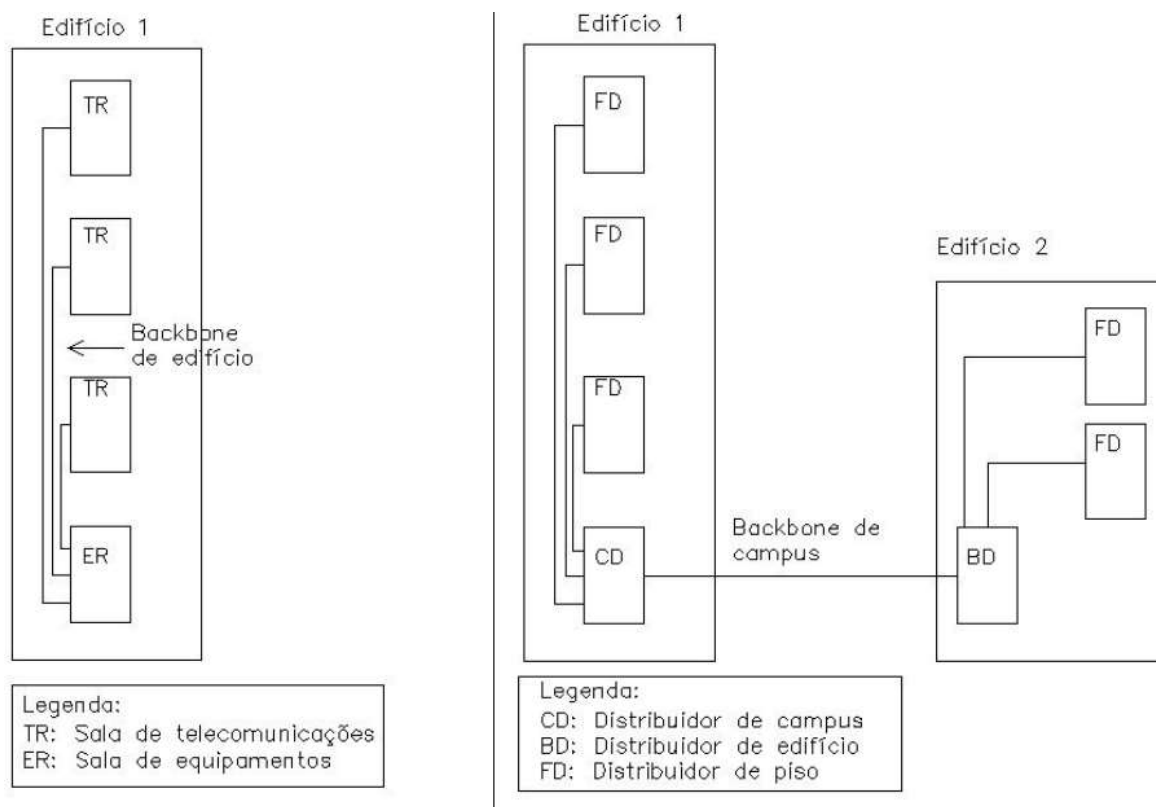 Edifício 1
TR
TR
Backbone
de edifício
TR
ER
Legenda:
TR: Sala de telecomunicações
ER: Sala de equipamentos
Edifício 1
FD
FD
FD
CD
Backbone de
campus
Edifício 2
FD
FD
BD
Legenda:
CD: Distribuidor de campus
BD: Distribuidor de edifício
FD: Distribuidor de piso